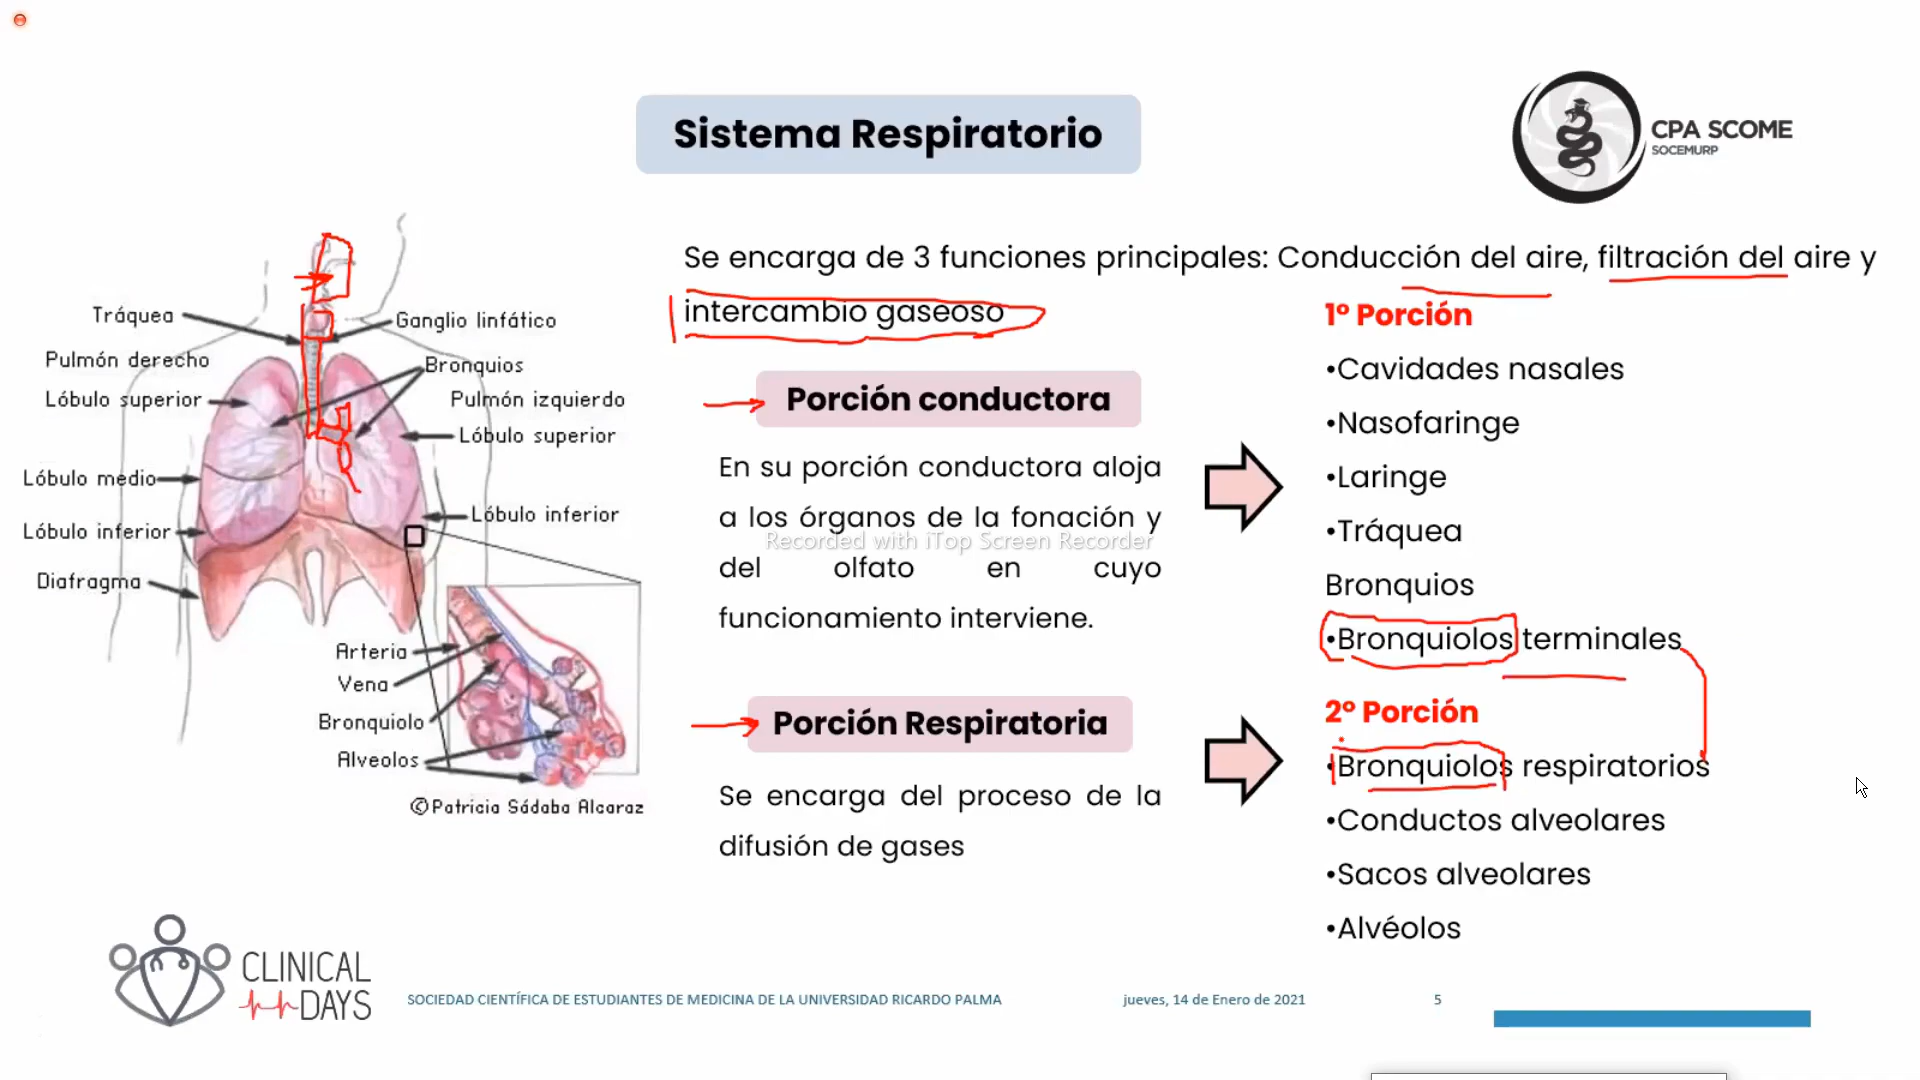 Sistema Respiratorio
CPA SCOME
SOCEMURP
Se encarga de 3 funciones principales: Conducción del aire, filtración del aire y
intercambio gaseoso
Tráquea
Ganglio linfático
Pulmón derecho
Bronquios
Lóbulo superior
Pulmón izquierdo
Lóbulo superior
Lóbulo medio
Lóbulo inferior
Lóbulo inferior
Diafragma
Arteria
Vena
Bronquiolo
Alveolos
©Patricia Sádaba Alcaraz
Porción conductora
En su porción conductora aloja
a los órganos de la fonación y
Recorded with iTop Screen Recorder
del olfato en cuyo
funcionamiento interviene.
Porción Respiratoria
Se encarga del proceso de la
difusión de gases
1º Porción
•Cavidades nasales
•Nasofaringe
•Laringe
•Tráquea
Bronquios
•Bronquiolos terminales
2º Porción
•Bronquiolos respiratorios
•Conductos alveolares
•Sacos alveolares
•Alvéolos
CLINICAL
DAYS
SOCIEDAD CIENTÍFICA DE ESTUDIANTES DE MEDICINA DE LA UNIVERSIDAD RICARDO PALMA
jueves, 14 de Enero de 2021
5